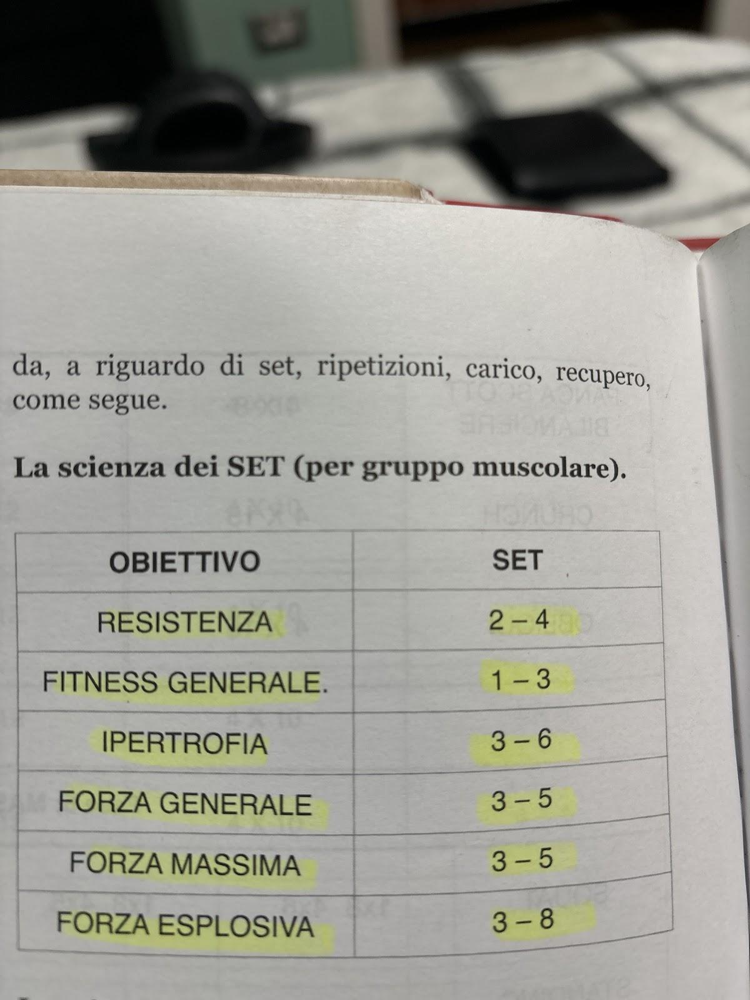 da, a riguardo di set, ripetizioni, carico, recupero,
come segue.
La scienza dei SET (per gruppo muscolare).
OBIETTIVO SET
RESISTENZA 2 – 4
FITNESS GENERALE. 1 – 3
IPERTROFIA 3 – 6
FORZA GENERALE 3 – 5
FORZA MASSIMA 3 – 5
FORZA ESPLOSIVA 3 – 8